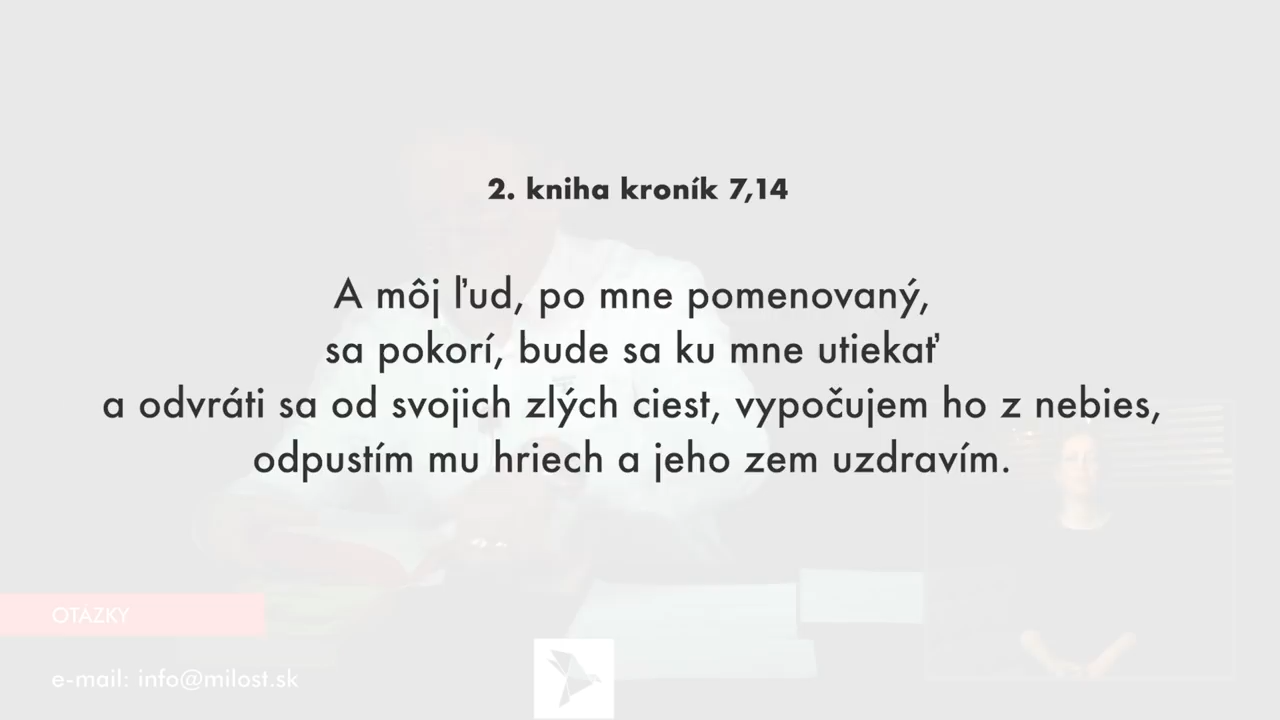 2. kniha kroník 7,14
A môj ľud, po mne pomenovaný,
sa pokorí, bude sa ku mne utiekať
a odvráti sa od svojich zlých ciest, vypočujem ho z nebies,
odpustím mu hriech a jeho zem uzdravím.
OTAZKY
e-mail: info@milost.sk